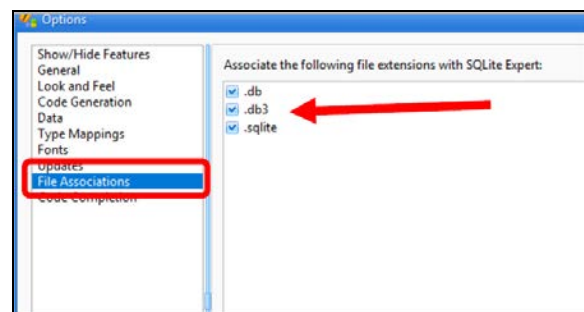 Options
Show/Hide Features
General
Look and Feel
Code Generation
Data
Type Mappings
Fonts
Updates
File Associations
Code Completion
Associate the following file extensions with SQLite Expert:
.db
.db3
.sqlite